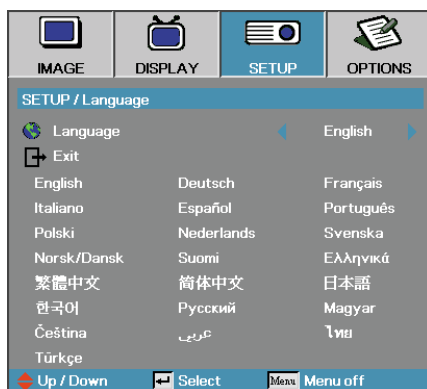 IMAGE DISPLAY SETUP OPTIONS
SETUP / Language
Language English
Exit
English Deutsch Français
Italiano Español Português
Polski Nederlands Svenska
Norsk/Dansk Suomi Ελληνικά
繁體中文 简体中文 日本語
한국어 Русский Magyar
Čeština عربي ไทย
Türkçe
Up / Down Select Menu Menu off